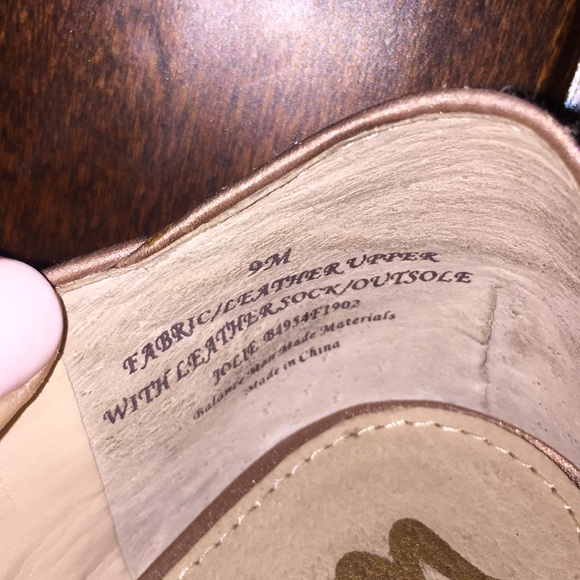 9M
FABRIC/LEATHER UPPER
WITH LEATHER SOCK/OUTSOLE
JOLIE B4954F1902
Balance Man Made Materials
Made in China